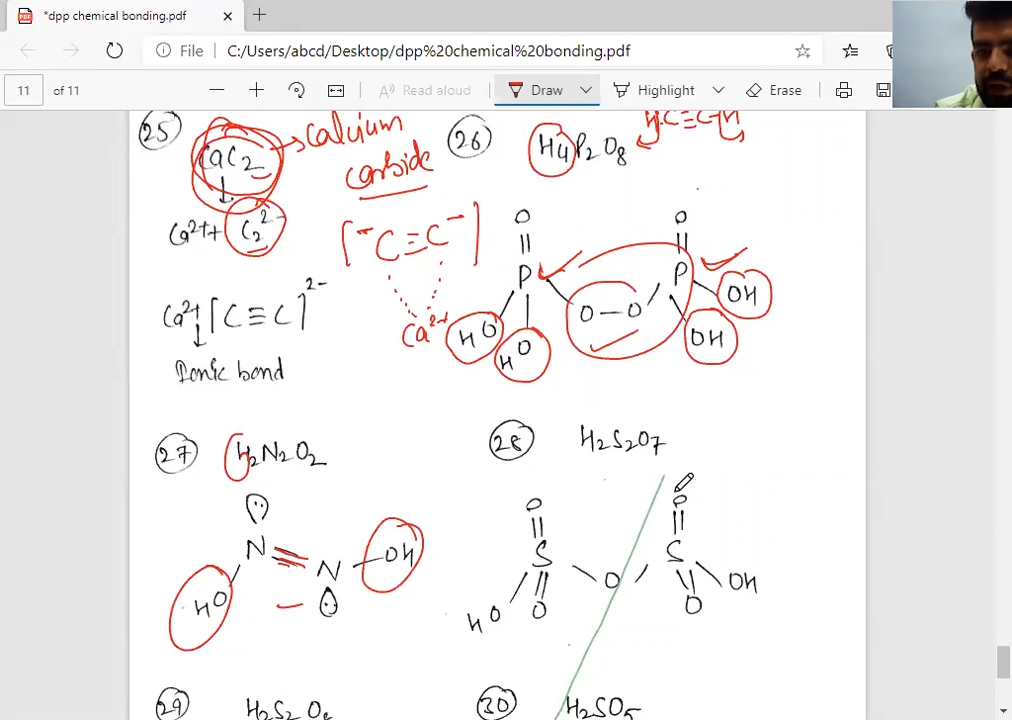 *dpp chemical bonding.pdf
File C:/Users/abcd/Desktop/dpp%20chemical%20bonding.pdf
11 of 11 Read aloud Draw Highlight Erase
25 CaC2 Calcium carbide
Ca2+ + C2 2-
[-C≡C-]
Ca2+
Ca2+ [C≡C]2-
Ionic bond
26 H4P2O8 H-C≡C-H
O O
P P
HO O—O OH
HO OH
27 H2N2O2
N N OH
HO
28 H2S2O7
O O
S S
O OH
HO O O
29 H2S2O
30 H2SO5